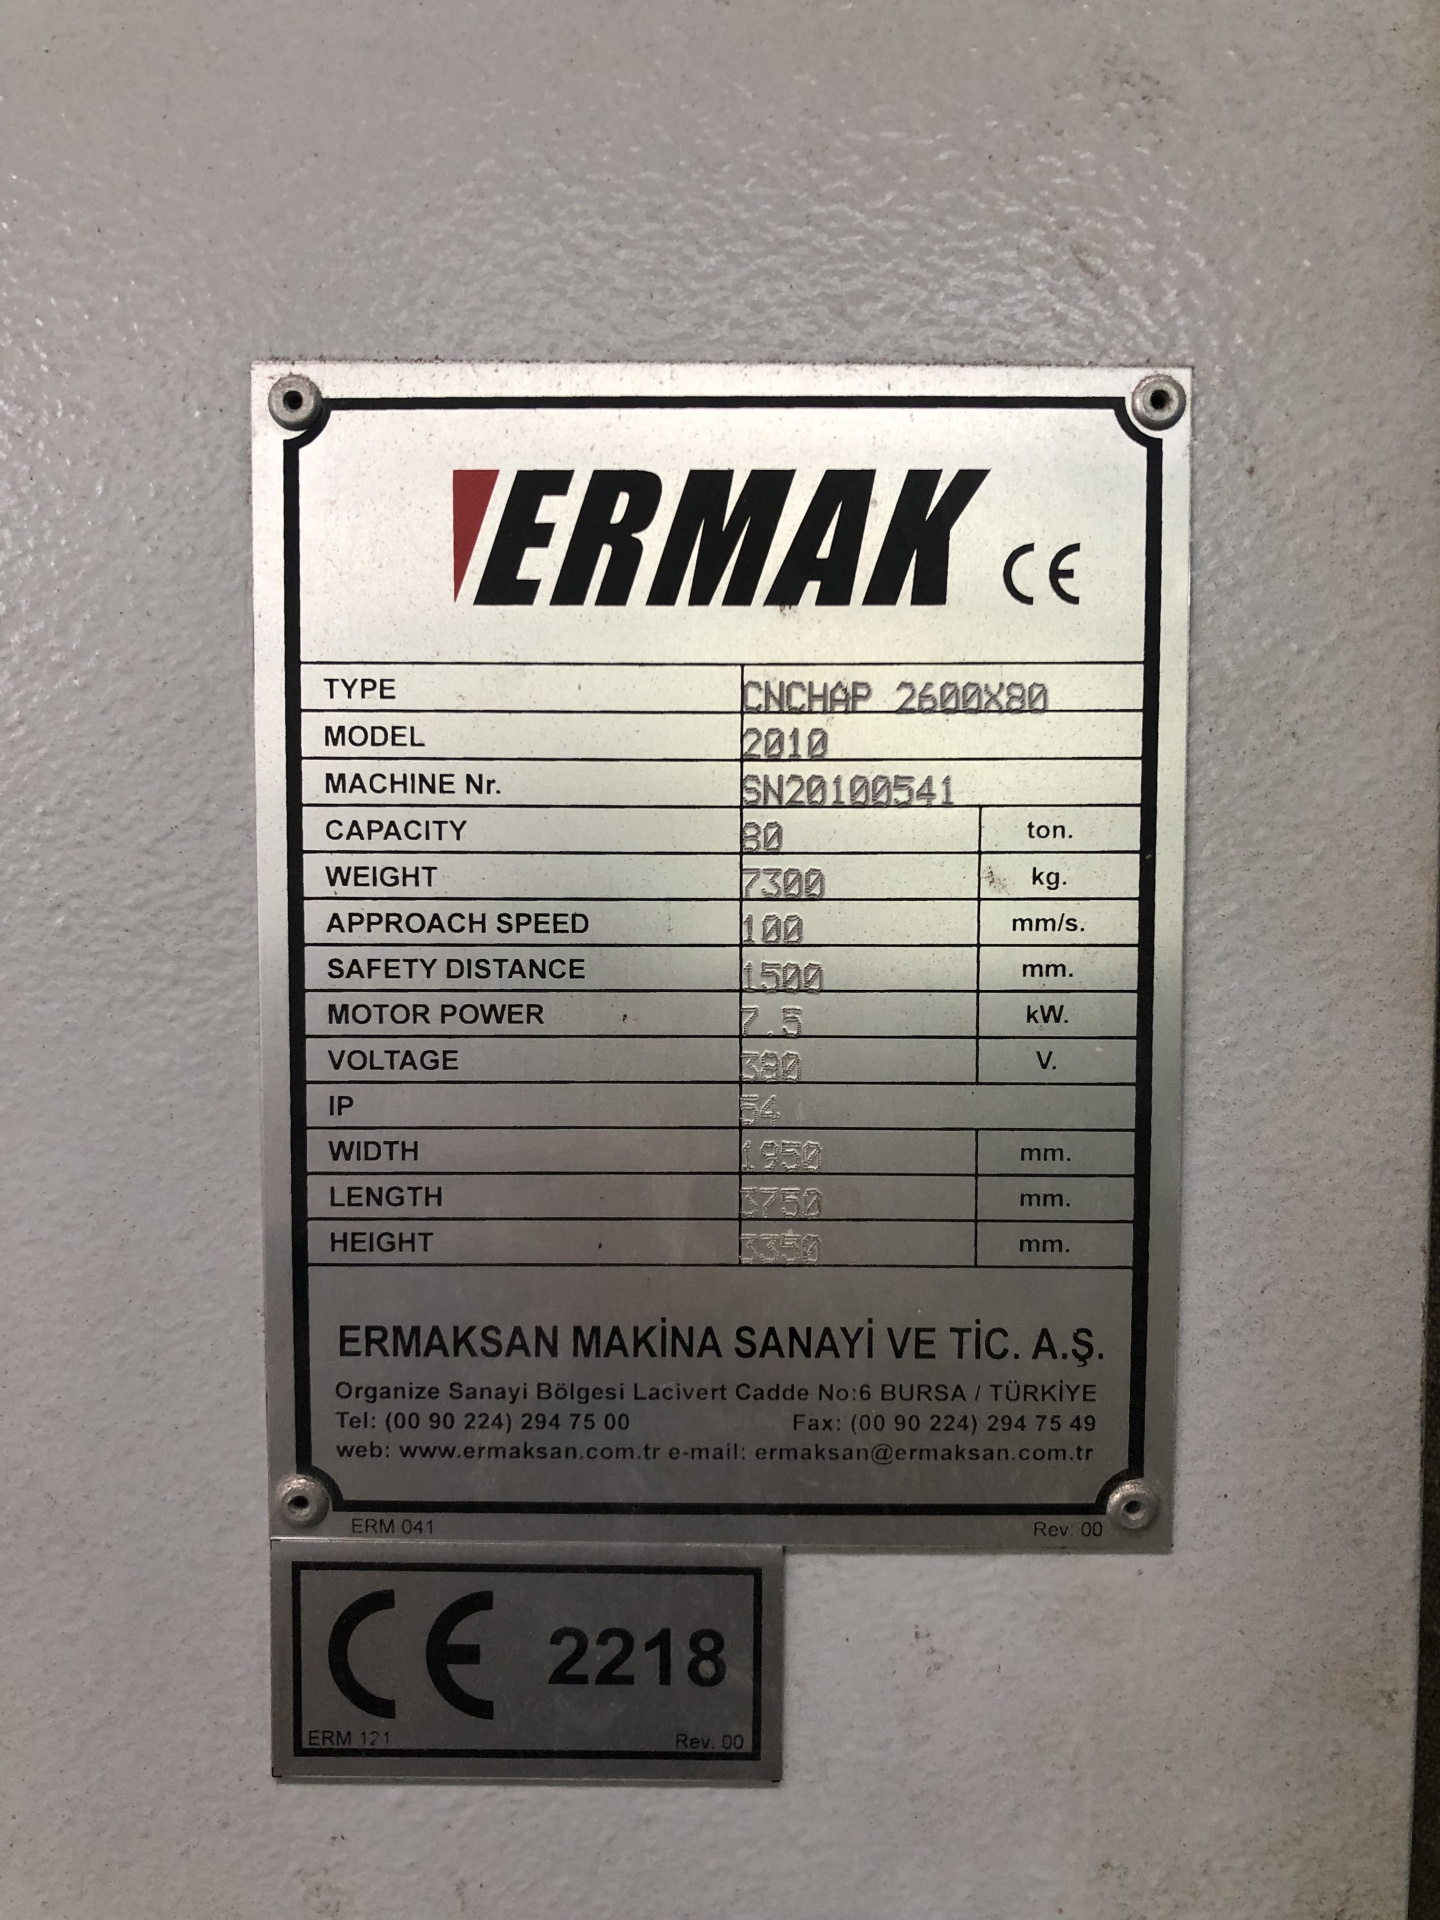 ERMAK CE
TYPE CNCHAP 2600X80
MODEL 2010
MACHINE Nr. SN20100541
CAPACITY 80 ton.
WEIGHT 7300 kg.
APPROACH SPEED 100 mm/s.
SAFETY DISTANCE 1500 mm.
MOTOR POWER 7.5 kW.
VOLTAGE 380 V.
IP 54
WIDTH 1950 mm.
LENGTH 3750 mm.
HEIGHT 3350 mm.
ERMAKSAN MAKİNA SANAYİ VE TİC. A.Ş.
Organize Sanayi Bölgesi Lacivert Cadde No:6 BURSA / TÜRKİYE
Tel: (00 90 224) 294 75 00 Fax: (00 90 224) 294 75 49
web: www.ermaksan.com.tr e-mail: ermaksan@ermaksan.com.tr
ERM 041 Rev. 00
CE 2218
ERM 121 Rev. 00